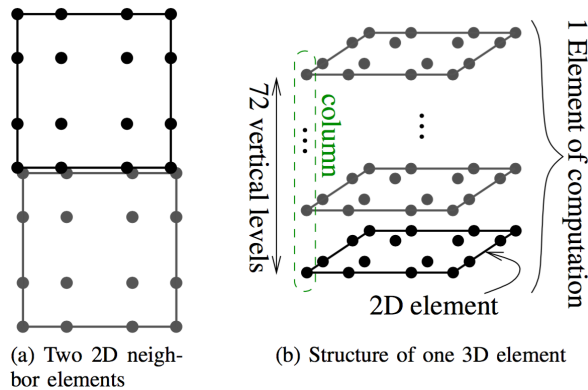 72 vertical levels
column
...
...
2D element
1 Element of computation
(a) Two 2D neigh-
bor elements
(b) Structure of one 3D element